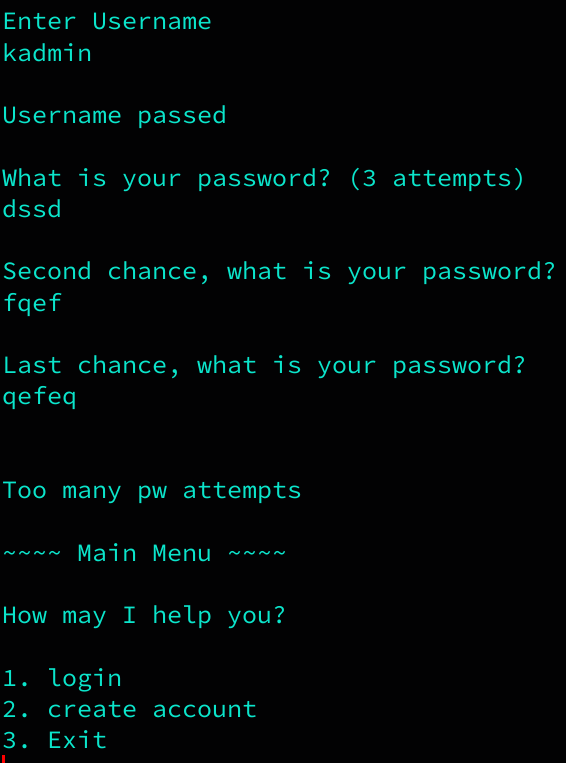 Enter Username
kadmin
Username passed
What is your password? (3 attempts)
dssd
Second chance, what is your password?
fqef
Last chance, what is your password?
qefeq
Too many pw attempts
~~~~ Main Menu ~~~~
How may I help you?
1. login
2. create account
3. Exit